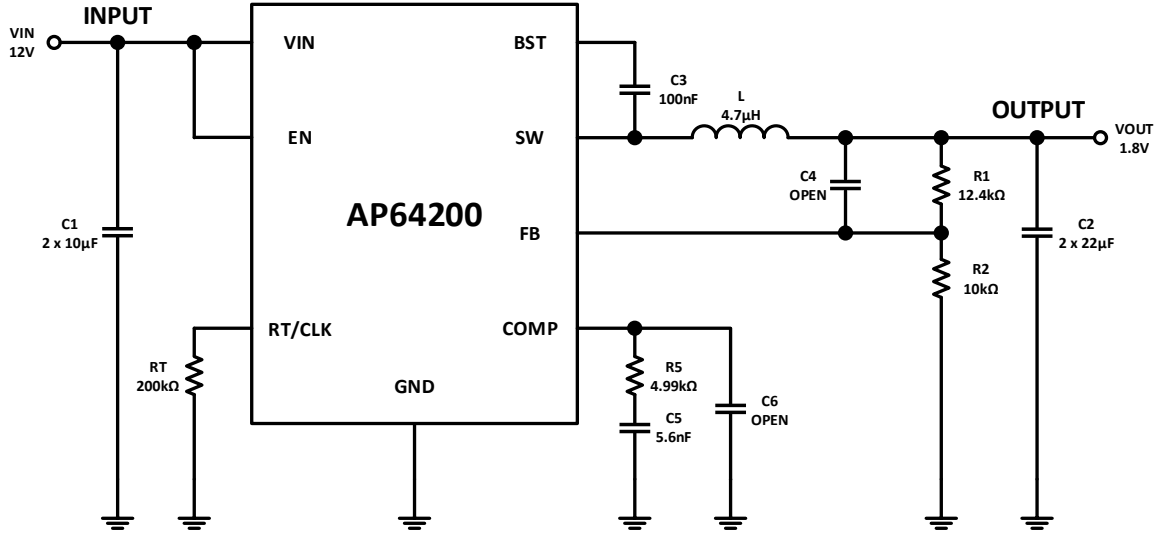 INPUT
VIN
12V
VIN
BST
C3
100nF
L
4.7µH
OUTPUT
VOUT
1.8V
EN
SW
C4
OPEN
R1
12.4kΩ
AP64200
C1
2 x 10µF
FB
C2
2 x 22µF
R2
10kΩ
RT/CLK
COMP
RT
200kΩ
R5
4.99kΩ
GND
C6
OPEN
C5
5.6nF